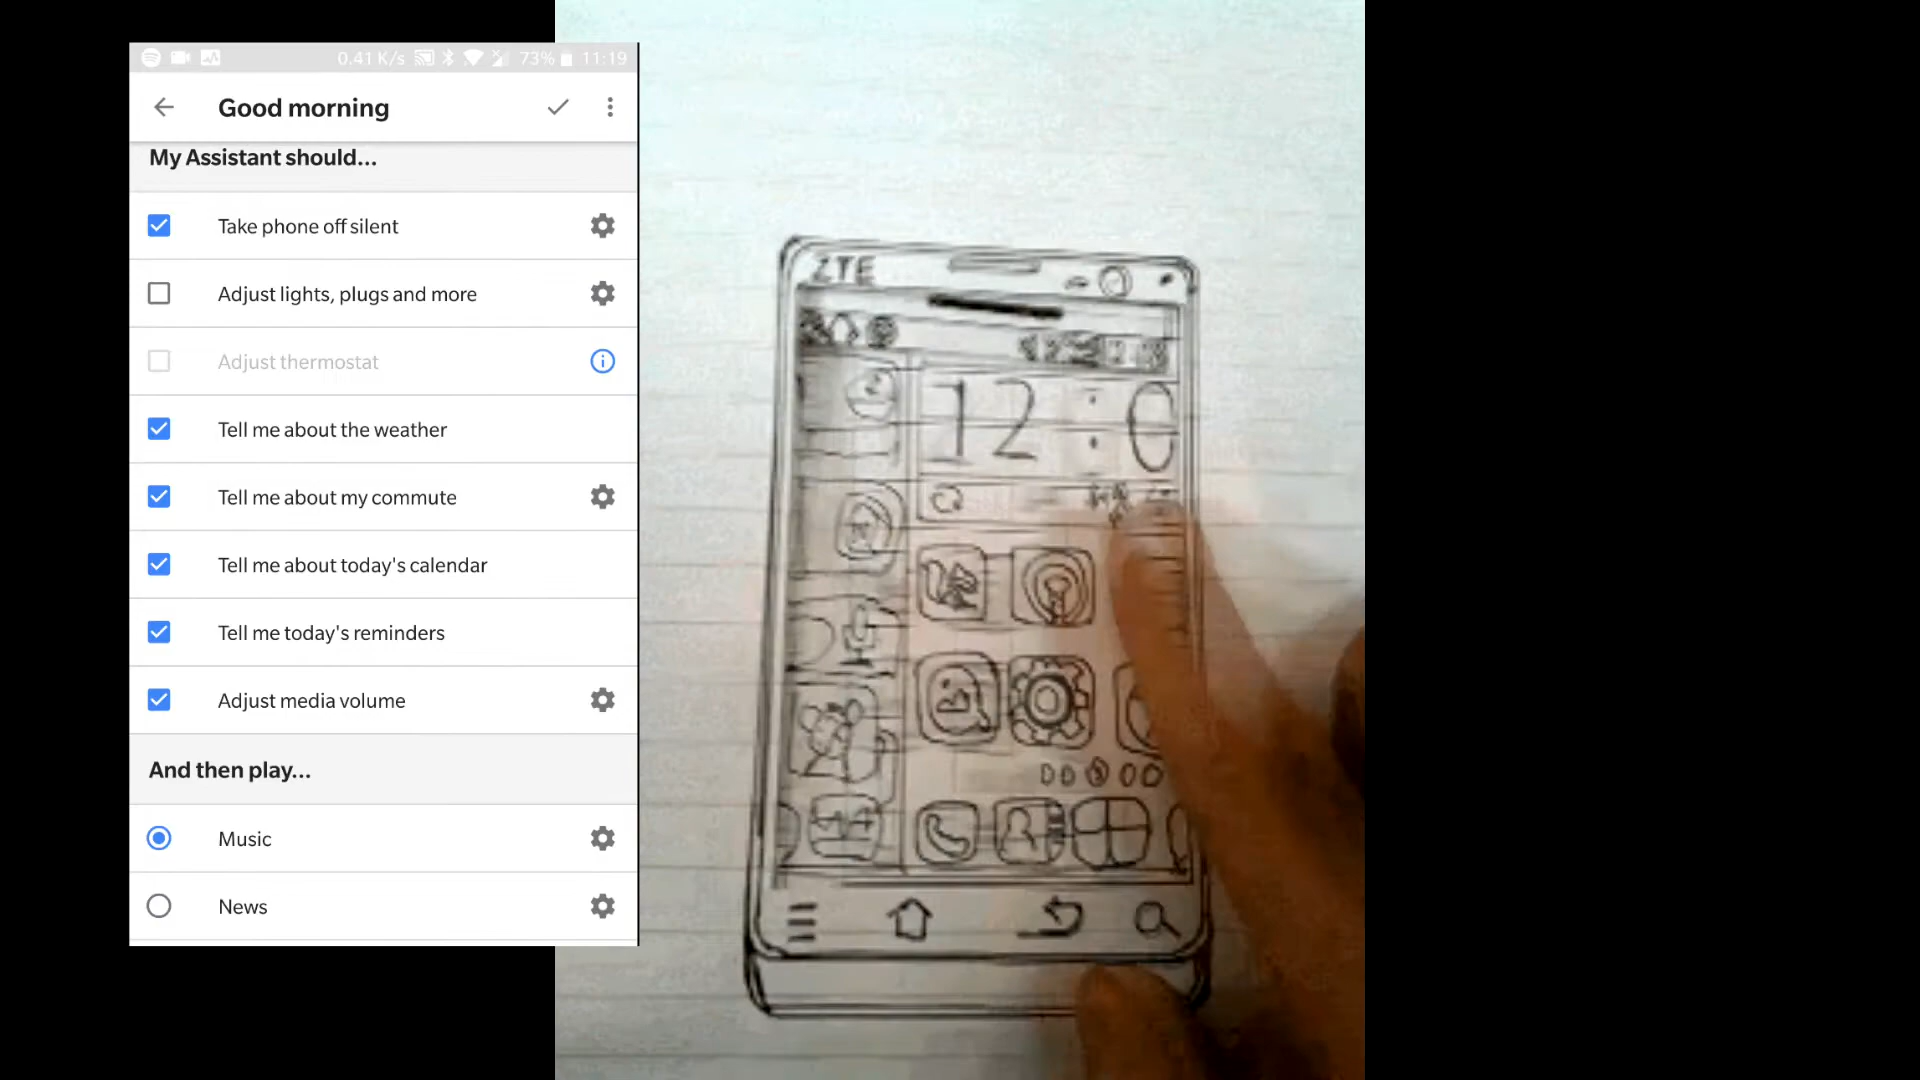 0.41 K/s 73% 11:19
Good morning
My Assistant should...
Take phone off silent
Adjust lights, plugs and more
Adjust thermostat
Tell me about the weather
Tell me about my commute
Tell me about today's calendar
Tell me today's reminders
Adjust media volume
And then play...
Music
News
ZTE
12:0